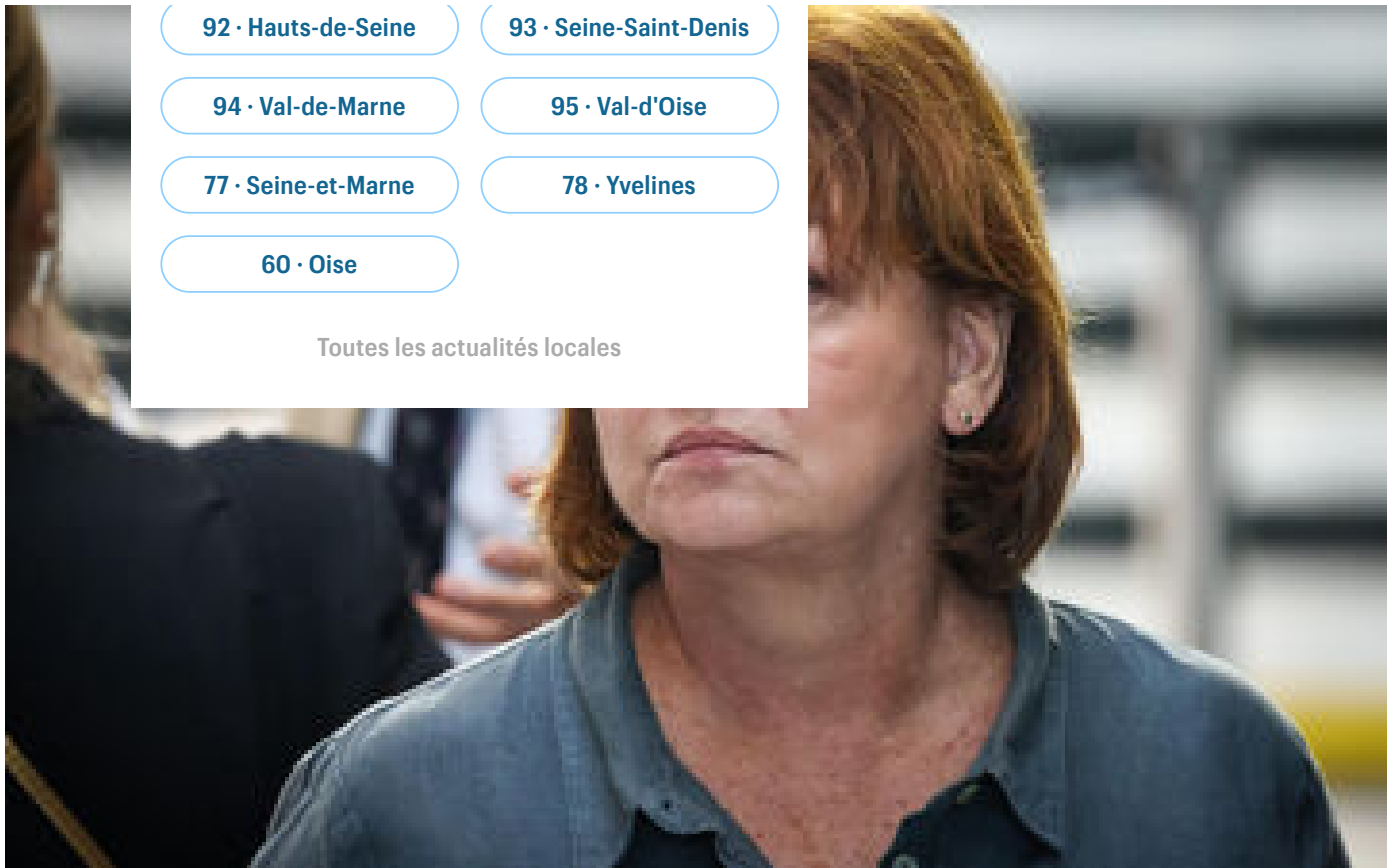 92 · Hauts-de-Seine
93 · Seine-Saint-Denis
94 · Val-de-Marne
95 · Val-d'Oise
77 · Seine-et-Marne
78 · Yvelines
60 · Oise
Toutes les actualités locales